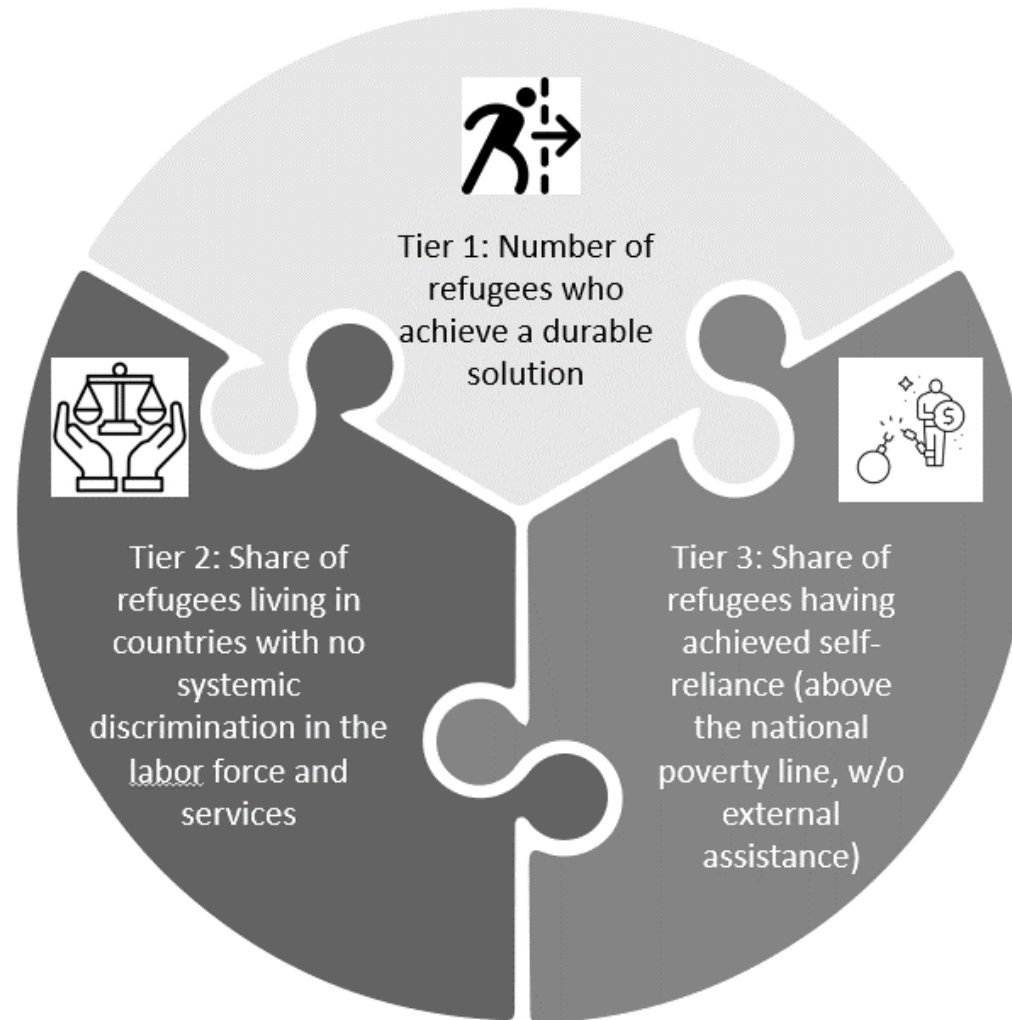 Tier 1: Number of
refugees who
achieve a durable
solution
Tier 2: Share of
refugees living in
countries with no
systemic
discrimination in the
labor force and
services
Tier 3: Share of
refugees having
achieved self-
reliance (above
the national
poverty line, w/o
external
assistance)
$